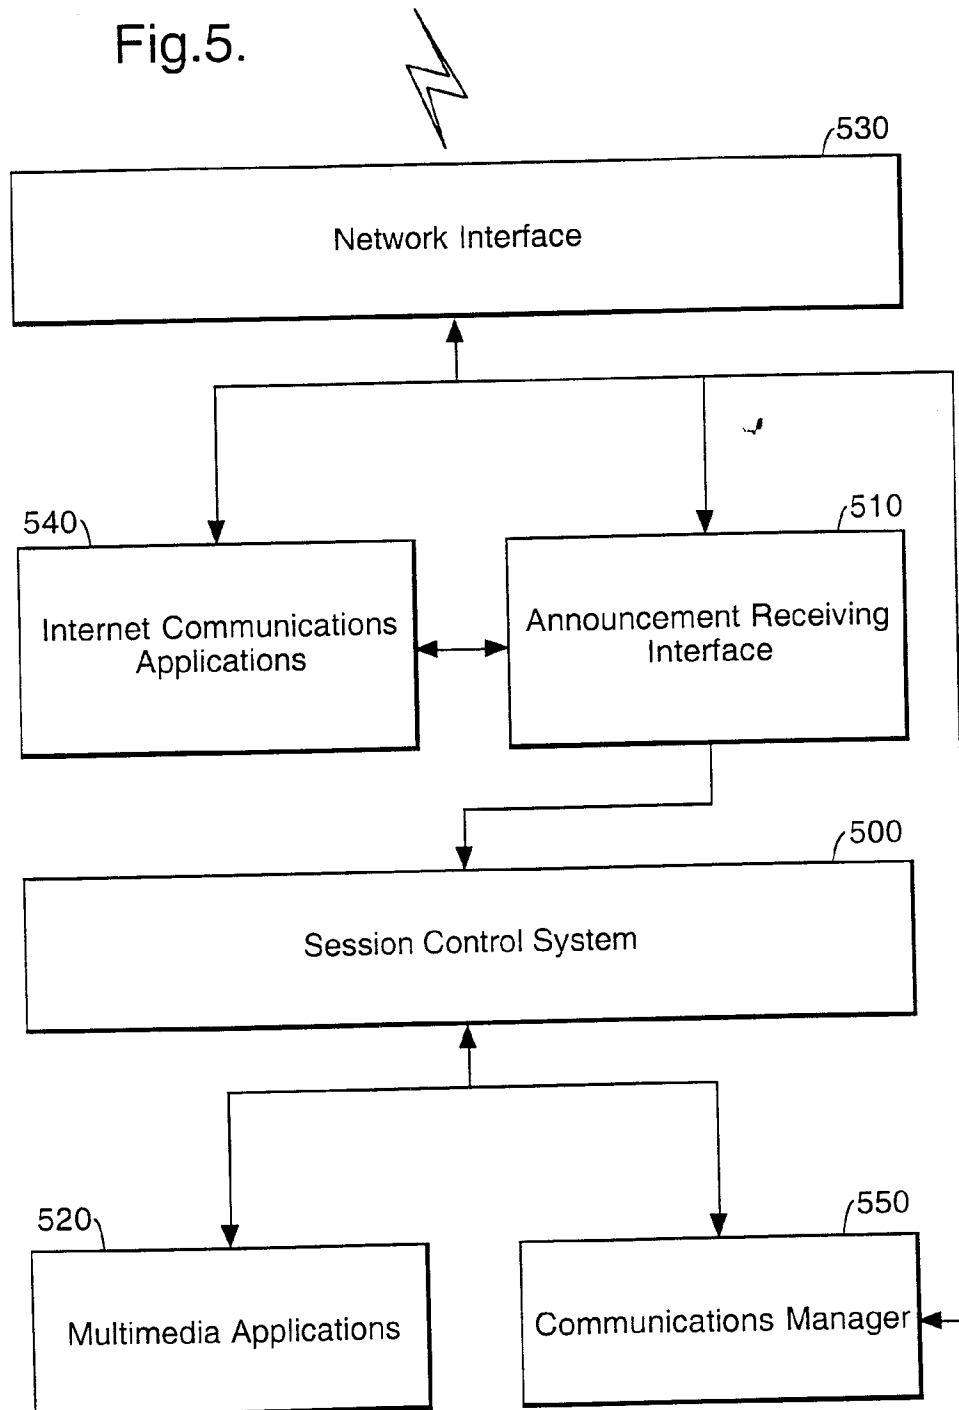 Fig.5.
530
Network Interface
540
510
Internet Communications
Applications
Announcement Receiving
Interface
500
Session Control System
520
550
Multimedia Applications
Communications Manager